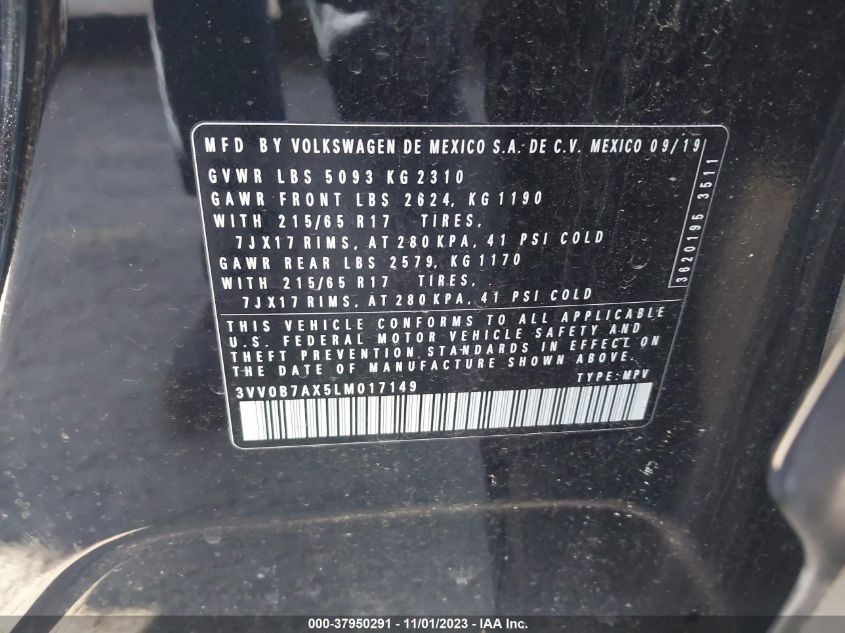 MFD BY VOLKSWAGEN DE MEXICO S.A. DE C.V. MEXICO 09/19
GVWR LBS 5093 KG 2310
GAWR FRONT LBS 2624, KG 1190
WITH 215/65 R17 TIRES,
7JX17 RIMS, AT 280 KPA, 41 PSI COLD
GAWR REAR LBS 2579, KG 1170
WITH 215/65 R17 TIRES,
7JX17 RIMS, AT 280 KPA, 41 PSI COLD
3620195 3511
THIS VEHICLE CONFORMS TO ALL APPLICABLE
U.S. FEDERAL MOTOR VEHICLE SAFETY AND
THEFT PREVENTION STANDARDS IN EFFECT ON
THE DATE OF MANUFACTURE SHOWN ABOVE.
3VV0B7AX5LM017149 TYPE: MPV
000-37950291 - 11/01/2023 - IAA Inc.